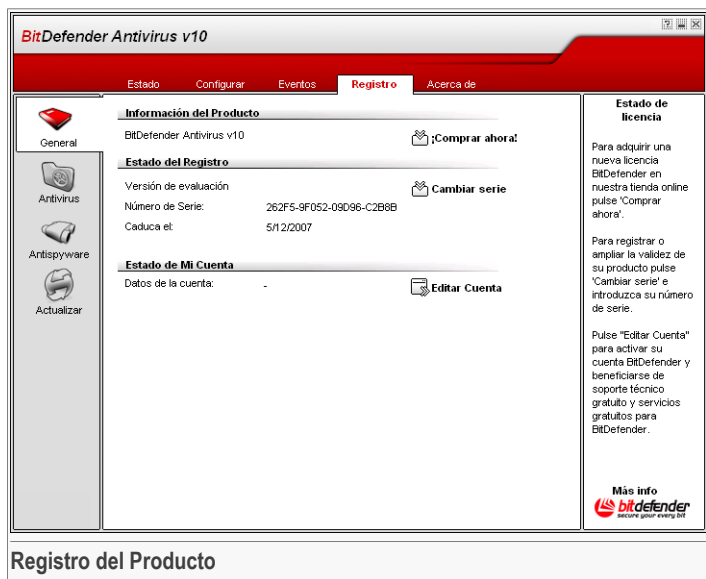 BitDefender Antivirus v10
Estado Configurar Eventos Registro Acerca de
General
Antivirus
Antispyware
Actualizar
Información del Producto
BitDefender Antivirus v10
¡Comprar ahora!
Estado del Registro
Versión de evaluación
Cambiar serie
Número de Serie: 262F5-9F052-09D96-C2B8B
Caduca el: 5/12/2007
Estado de Mi Cuenta
Datos de la cuenta: -
Editar Cuenta
Estado de
licencia
Para adquirir una
nueva licencia
BitDefender en
nuestra tienda online
pulse 'Comprar
ahora'.
Para registrar o
ampliar la validez de
su producto pulse
'Cambiar serie' e
introduzca su número
de serie.
Pulse "Editar Cuenta"
para activar su
cuenta BitDefender y
beneficiarse de
soporte técnico
gratuito y servicios
gratuitos para
BitDefender.
Más info
bitdefender
secure your every bit
Registro del Producto